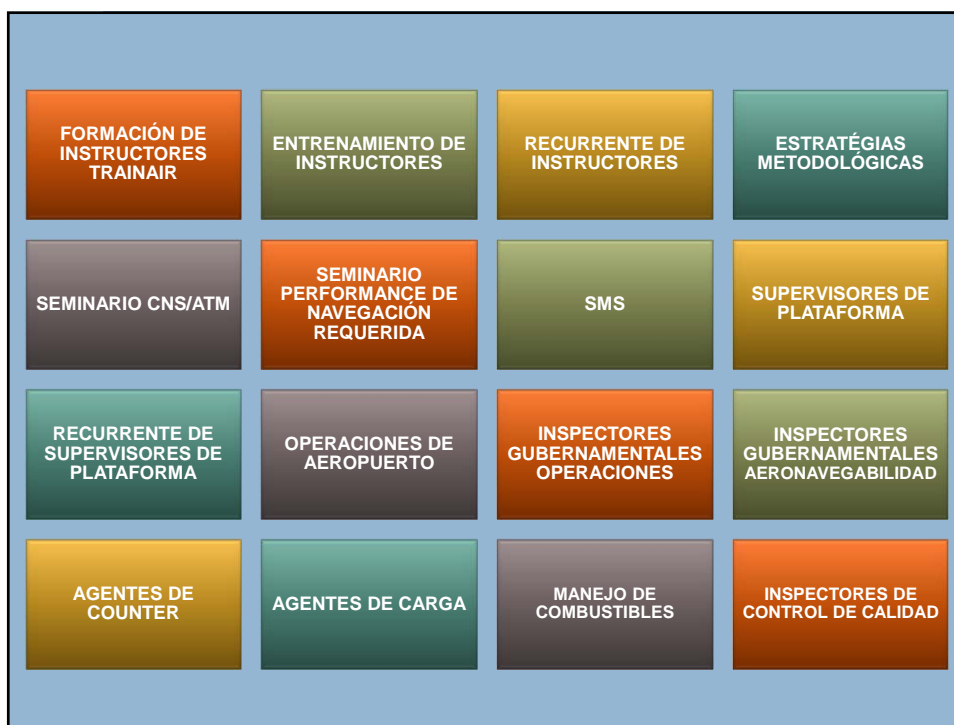 FORMACIÓN DE
INSTRUCTORES
TRAINAIR
ENTRENAMIENTO DE
INSTRUCTORES
RECURRENTE DE
INSTRUCTORES
ESTRATÉGIAS
METODOLÓGICAS
SEMINARIO CNS/ATM
SEMINARIO
PERFORMANCE DE
NAVEGACIÓN
REQUERIDA
SMS
SUPERVISORES DE
PLATAFORMA
RECURRENTE DE
SUPERVISORES DE
PLATAFORMA
OPERACIONES DE
AEROPUERTO
INSPECTORES
GUBERNAMENTALES
OPERACIONES
INSPECTORES
GUBERNAMENTALES
AERONAVEGABILIDAD
AGENTES DE
COUNTER
AGENTES DE CARGA
MANEJO DE
COMBUSTIBLES
INSPECTORES DE
CONTROL DE CALIDAD